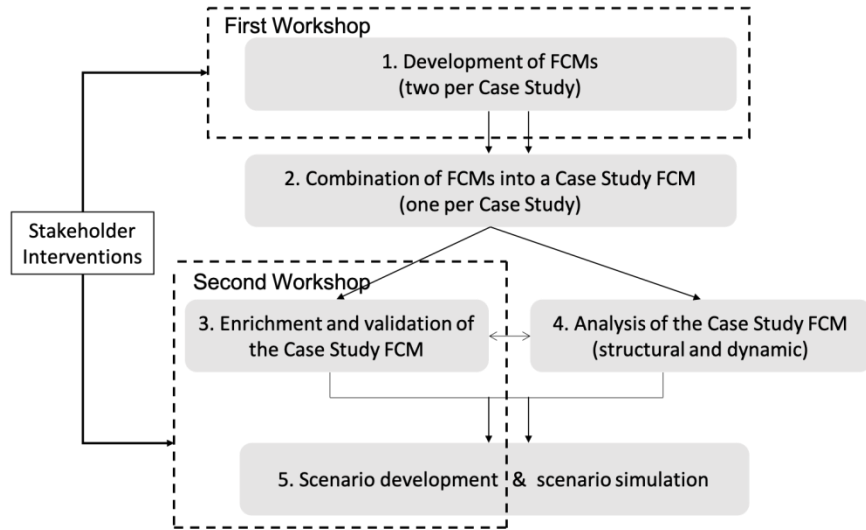 First Workshop
1. Development of FCMs
(two per Case Study)
2. Combination of FCMs into a Case Study FCM
(one per Case Study)
Stakeholder
Interventions
Second Workshop
3. Enrichment and validation of
the Case Study FCM
4. Analysis of the Case Study FCM
(structural and dynamic)
5. Scenario development & scenario simulation